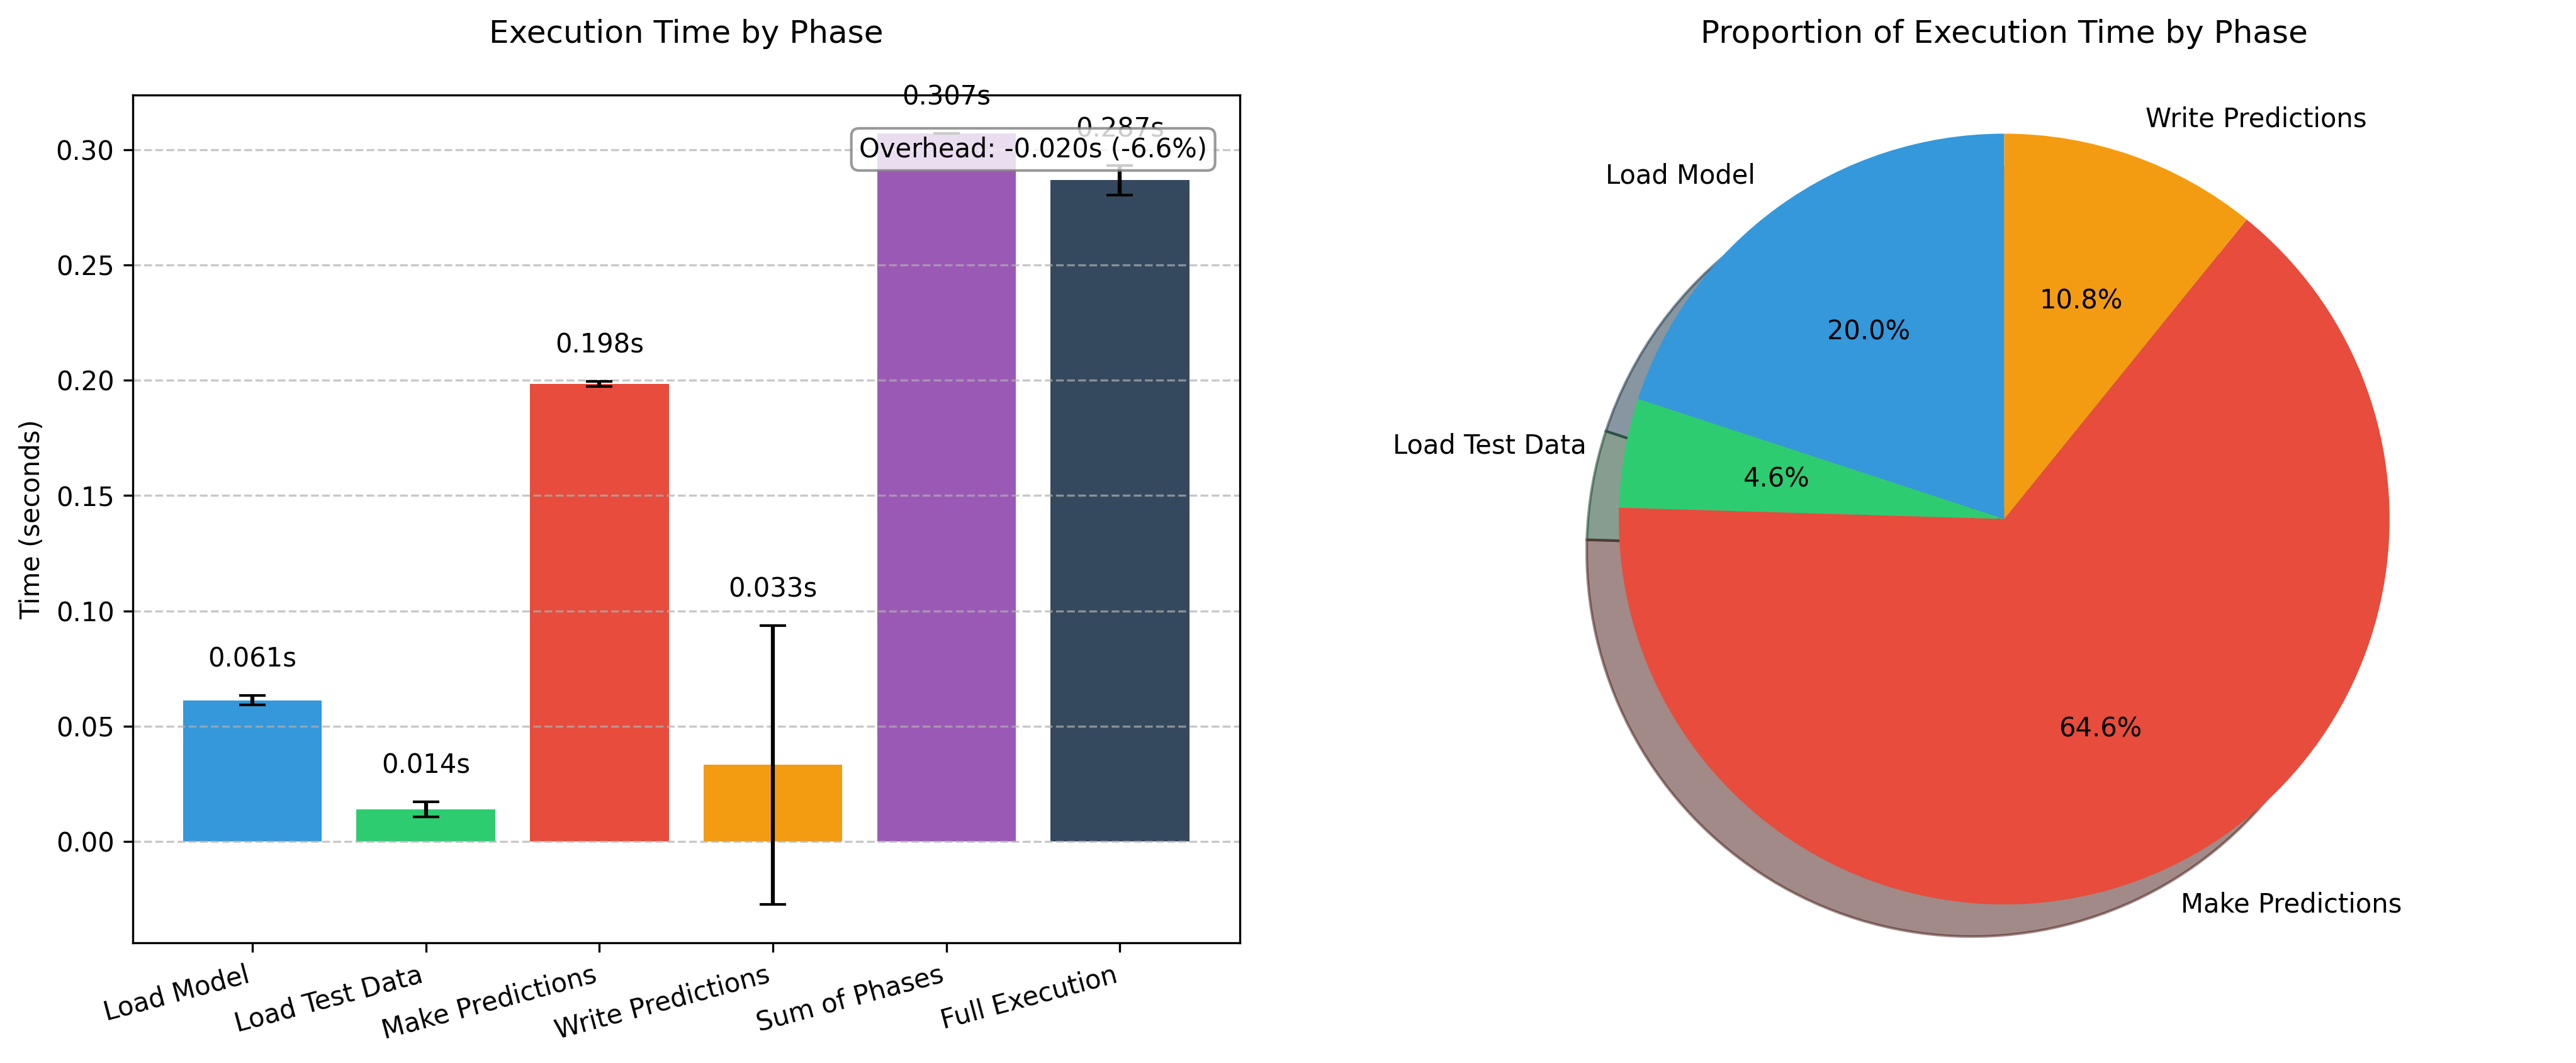 Execution Time by Phase
0.307s
0.287s
Overhead: -0.020s (-6.6%)
0.30
0.25
0.198s
0.20
0.15
0.033s
0.10
0.061s
0.05
0.014s
0.00
Time (seconds)
Load Model
Load Test Data
Make Predictions
Write Predictions
Sum of Phases
Full Execution
Proportion of Execution Time by Phase
Write Predictions
Load Model
10.8%
20.0%
Load Test Data
4.6%
64.6%
Make Predictions